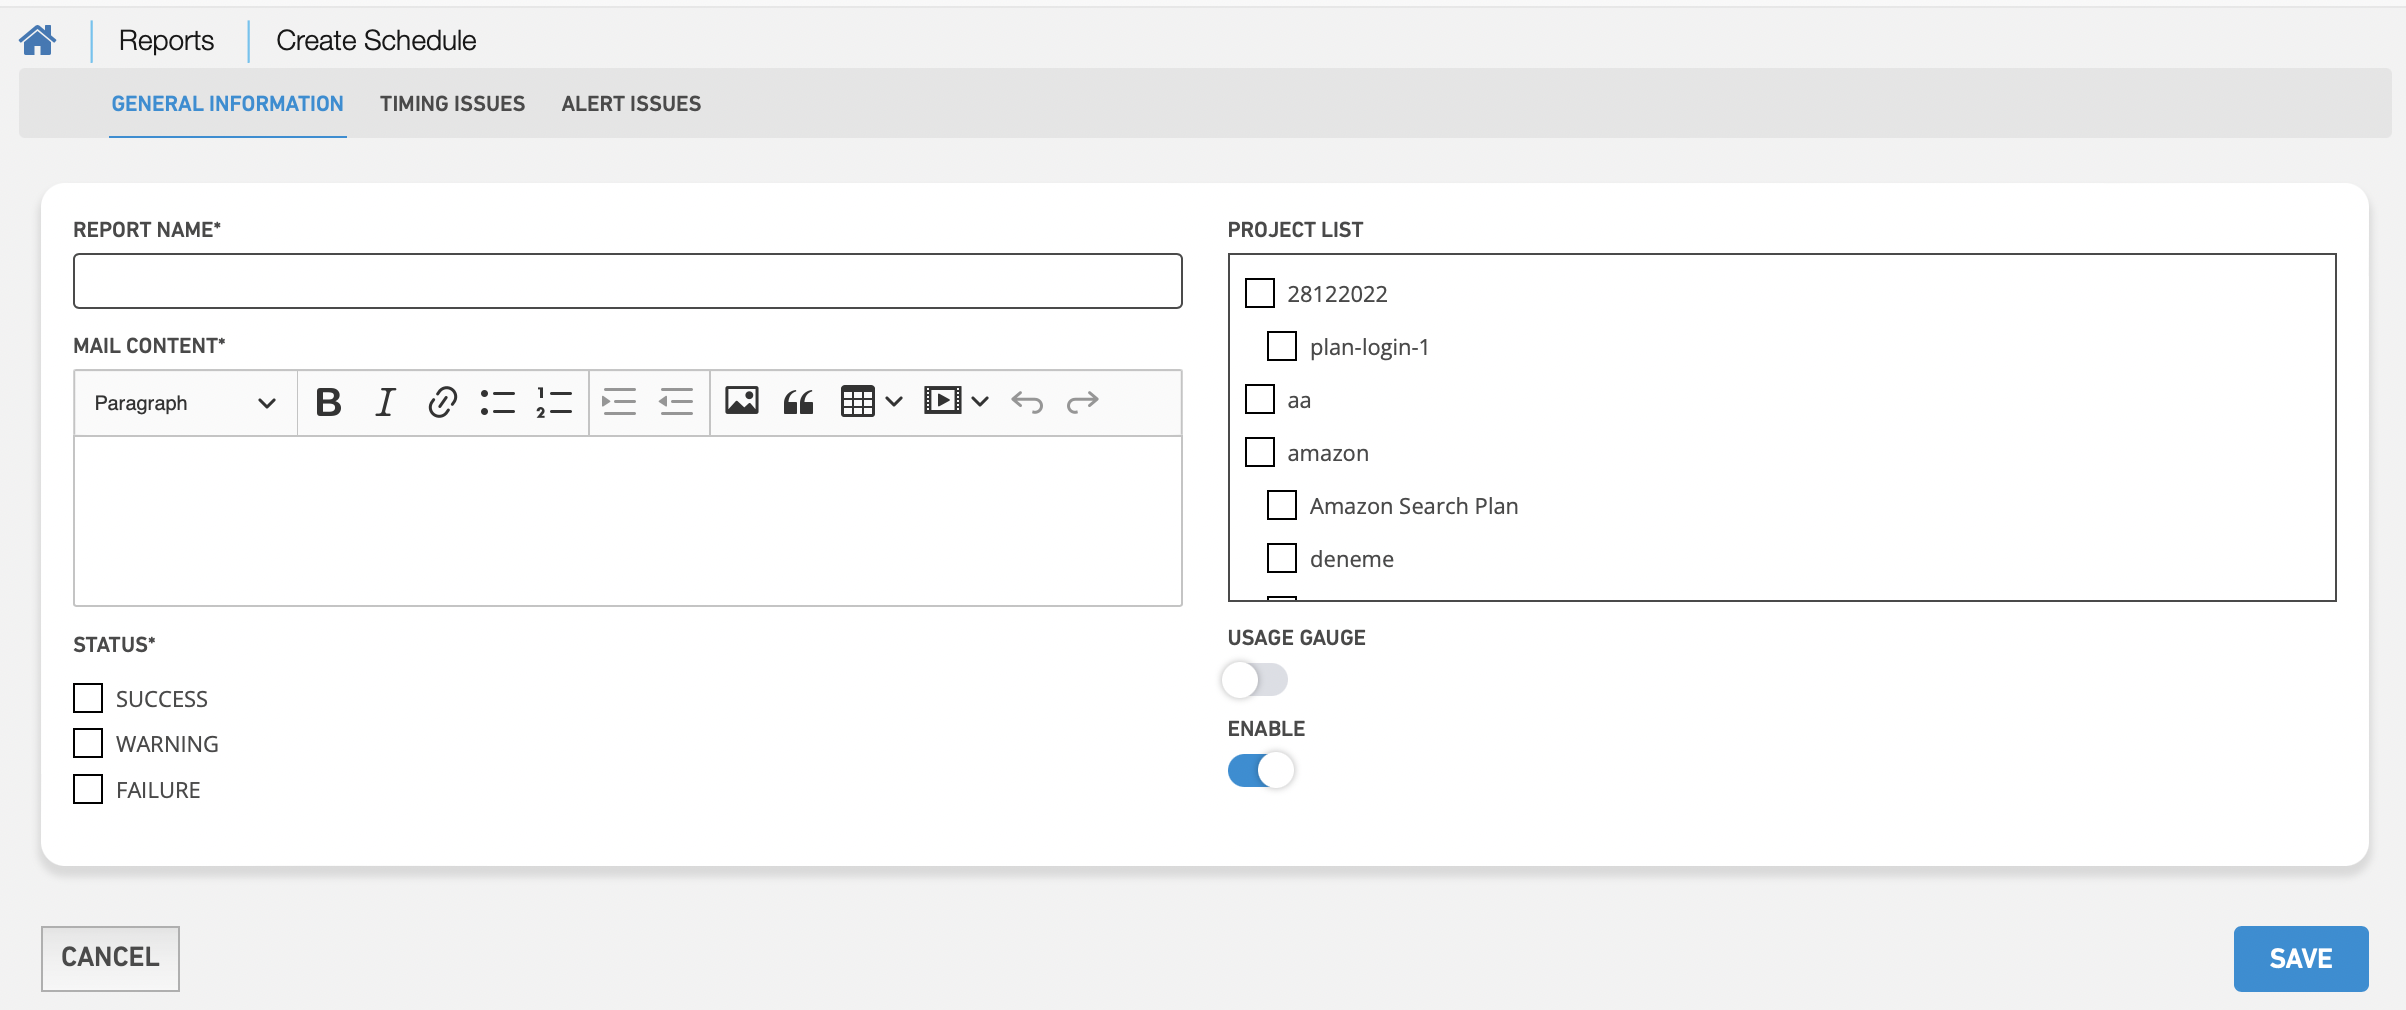 Reports
Create Schedule
GENERAL INFORMATION
TIMING ISSUES
ALERT ISSUES
REPORT NAME*
MAIL CONTENT*
Paragraph
STATUS*
SUCCESS
WARNING
FAILURE
PROJECT LIST
28122022
plan-login-1
aa
amazon
Amazon Search Plan
deneme
USAGE GAUGE
ENABLE
CANCEL
SAVE